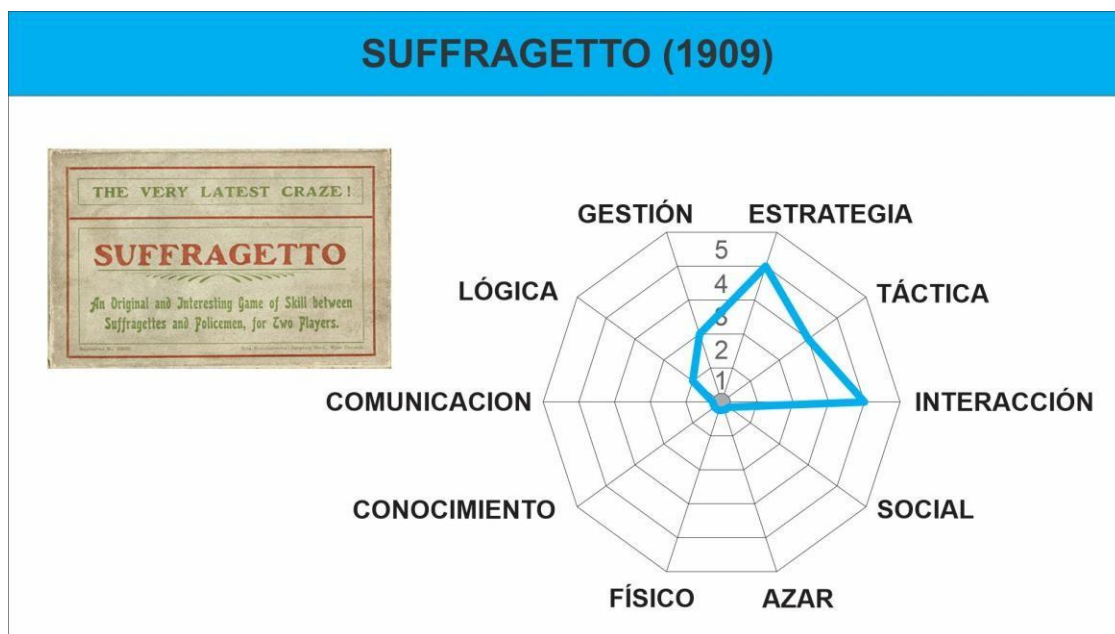 SUFFRAGETTO (1909)
THE VERY LATEST CRAZE!
SUFFRAGETTO
An Original and Interesting Game of Skill between
Suffragettes and Policemen, for Two Players.
GESTIÓN
ESTRATEGIA
LÓGICA
TÁCTICA
COMUNICACION
INTERACCIÓN
CONOCIMIENTO
SOCIAL
FÍSICO
AZAR
5
4
3
2
1